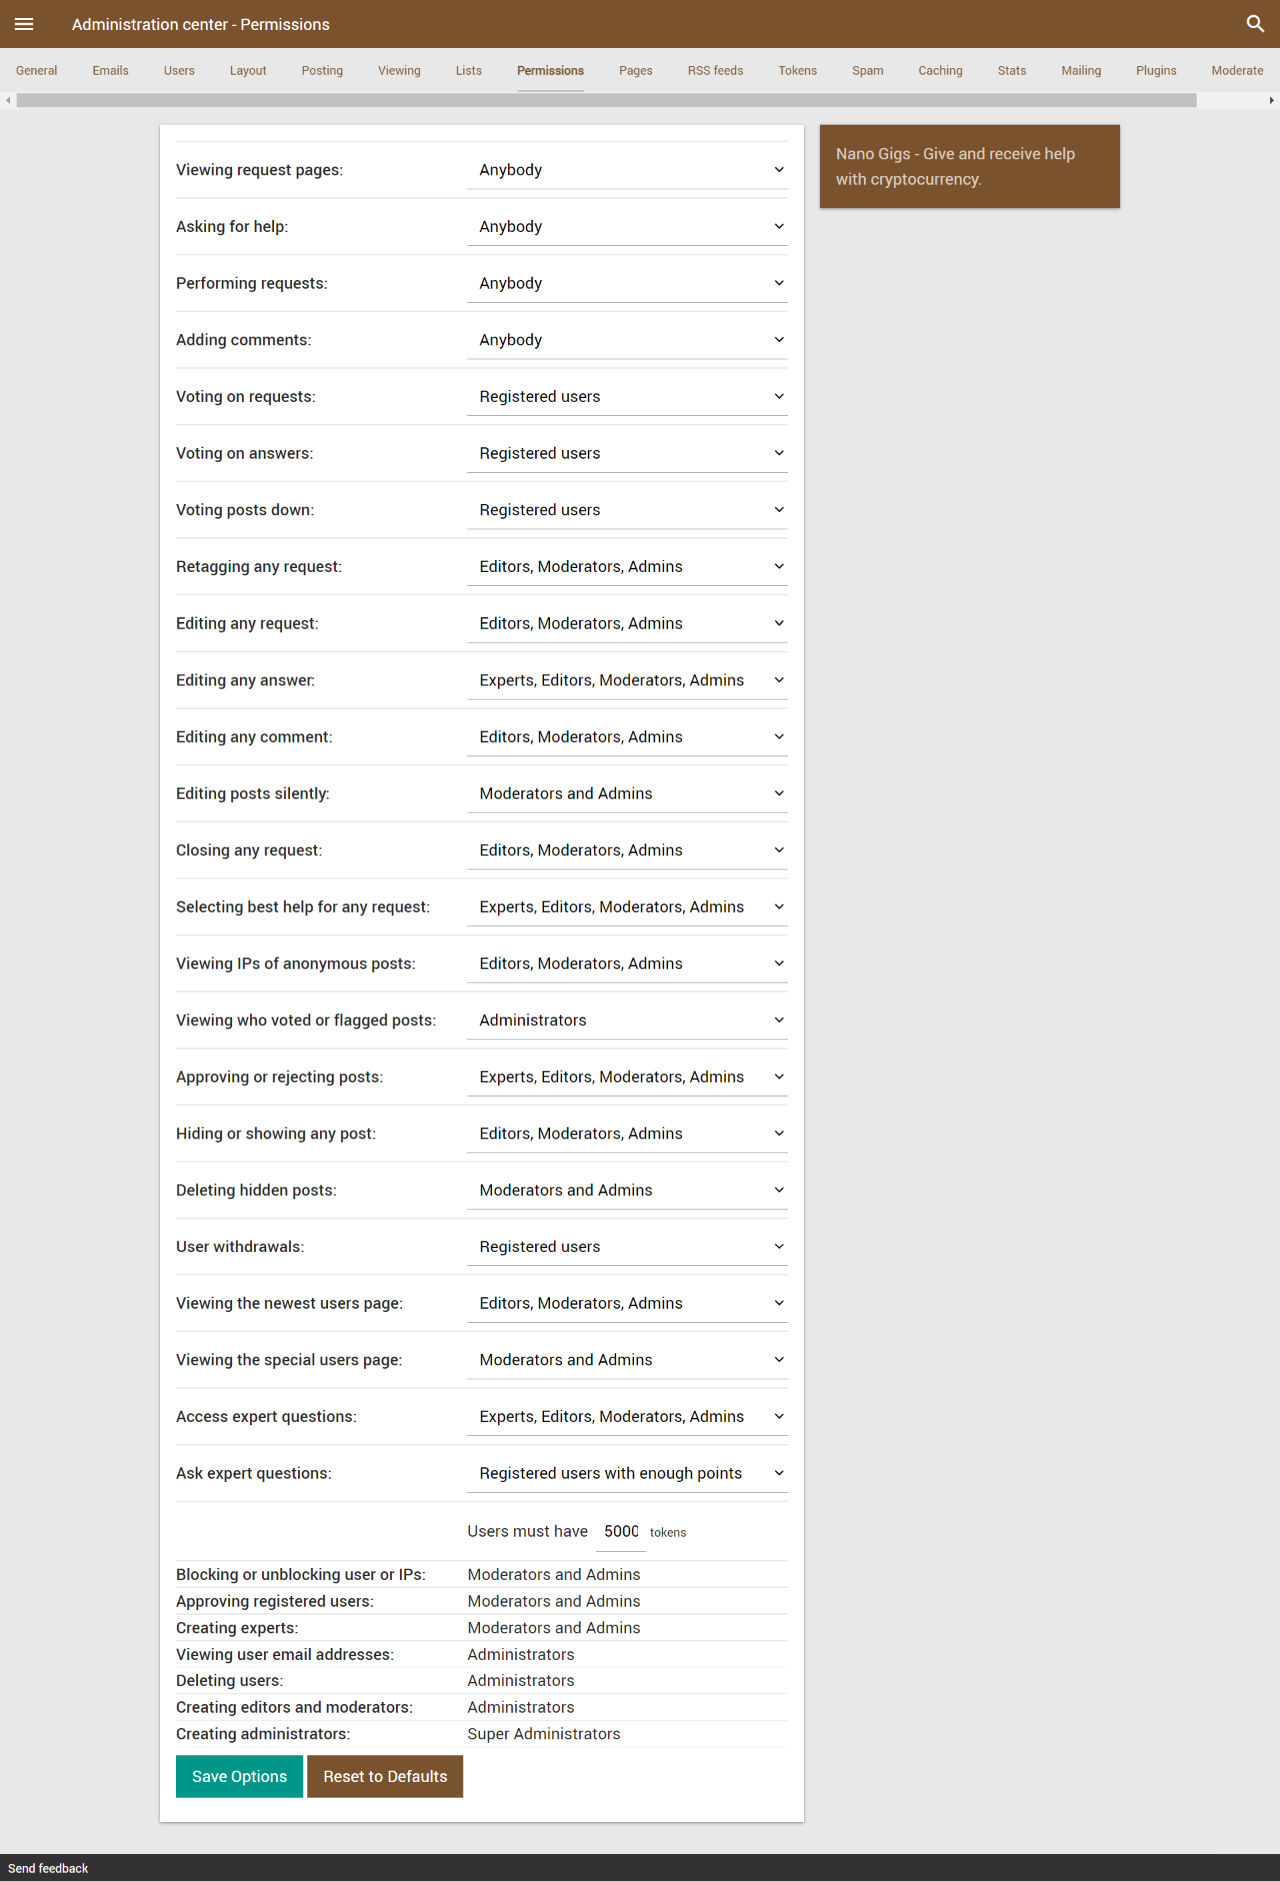 Administration center - Permissions
General Emails Users Layout Posting Viewing Lists Permissions Pages RSS feeds Tokens Spam Caching Stats Mailing Plugins Moderate
Viewing request pages: Anybody
Asking for help: Anybody
Performing requests: Anybody
Adding comments: Anybody
Voting on requests: Registered users
Voting on answers: Registered users
Voting posts down: Registered users
Retagging any request: Editors, Moderators, Admins
Editing any request: Editors, Moderators, Admins
Editing any answer: Experts, Editors, Moderators, Admins
Editing any comment: Editors, Moderators, Admins
Editing posts silently: Moderators and Admins
Closing any request: Editors, Moderators, Admins
Selecting best help for any request: Experts, Editors, Moderators, Admins
Viewing IPs of anonymous posts: Editors, Moderators, Admins
Viewing who voted or flagged posts: Administrators
Approving or rejecting posts: Experts, Editors, Moderators, Admins
Hiding or showing any post: Editors, Moderators, Admins
Deleting hidden posts: Moderators and Admins
User withdrawals: Registered users
Viewing the newest users page: Editors, Moderators, Admins
Viewing the special users page: Moderators and Admins
Access expert questions: Experts, Editors, Moderators, Admins
Ask expert questions: Registered users with enough points
Users must have 5000 tokens
Blocking or unblocking user or IPs: Moderators and Admins
Approving registered users: Moderators and Admins
Creating experts: Moderators and Admins
Viewing user email addresses: Administrators
Deleting users: Administrators
Creating editors and moderators: Administrators
Creating administrators: Super Administrators
Save Options Reset to Defaults
Nano Gigs - Give and receive help
with cryptocurrency.
Send feedback